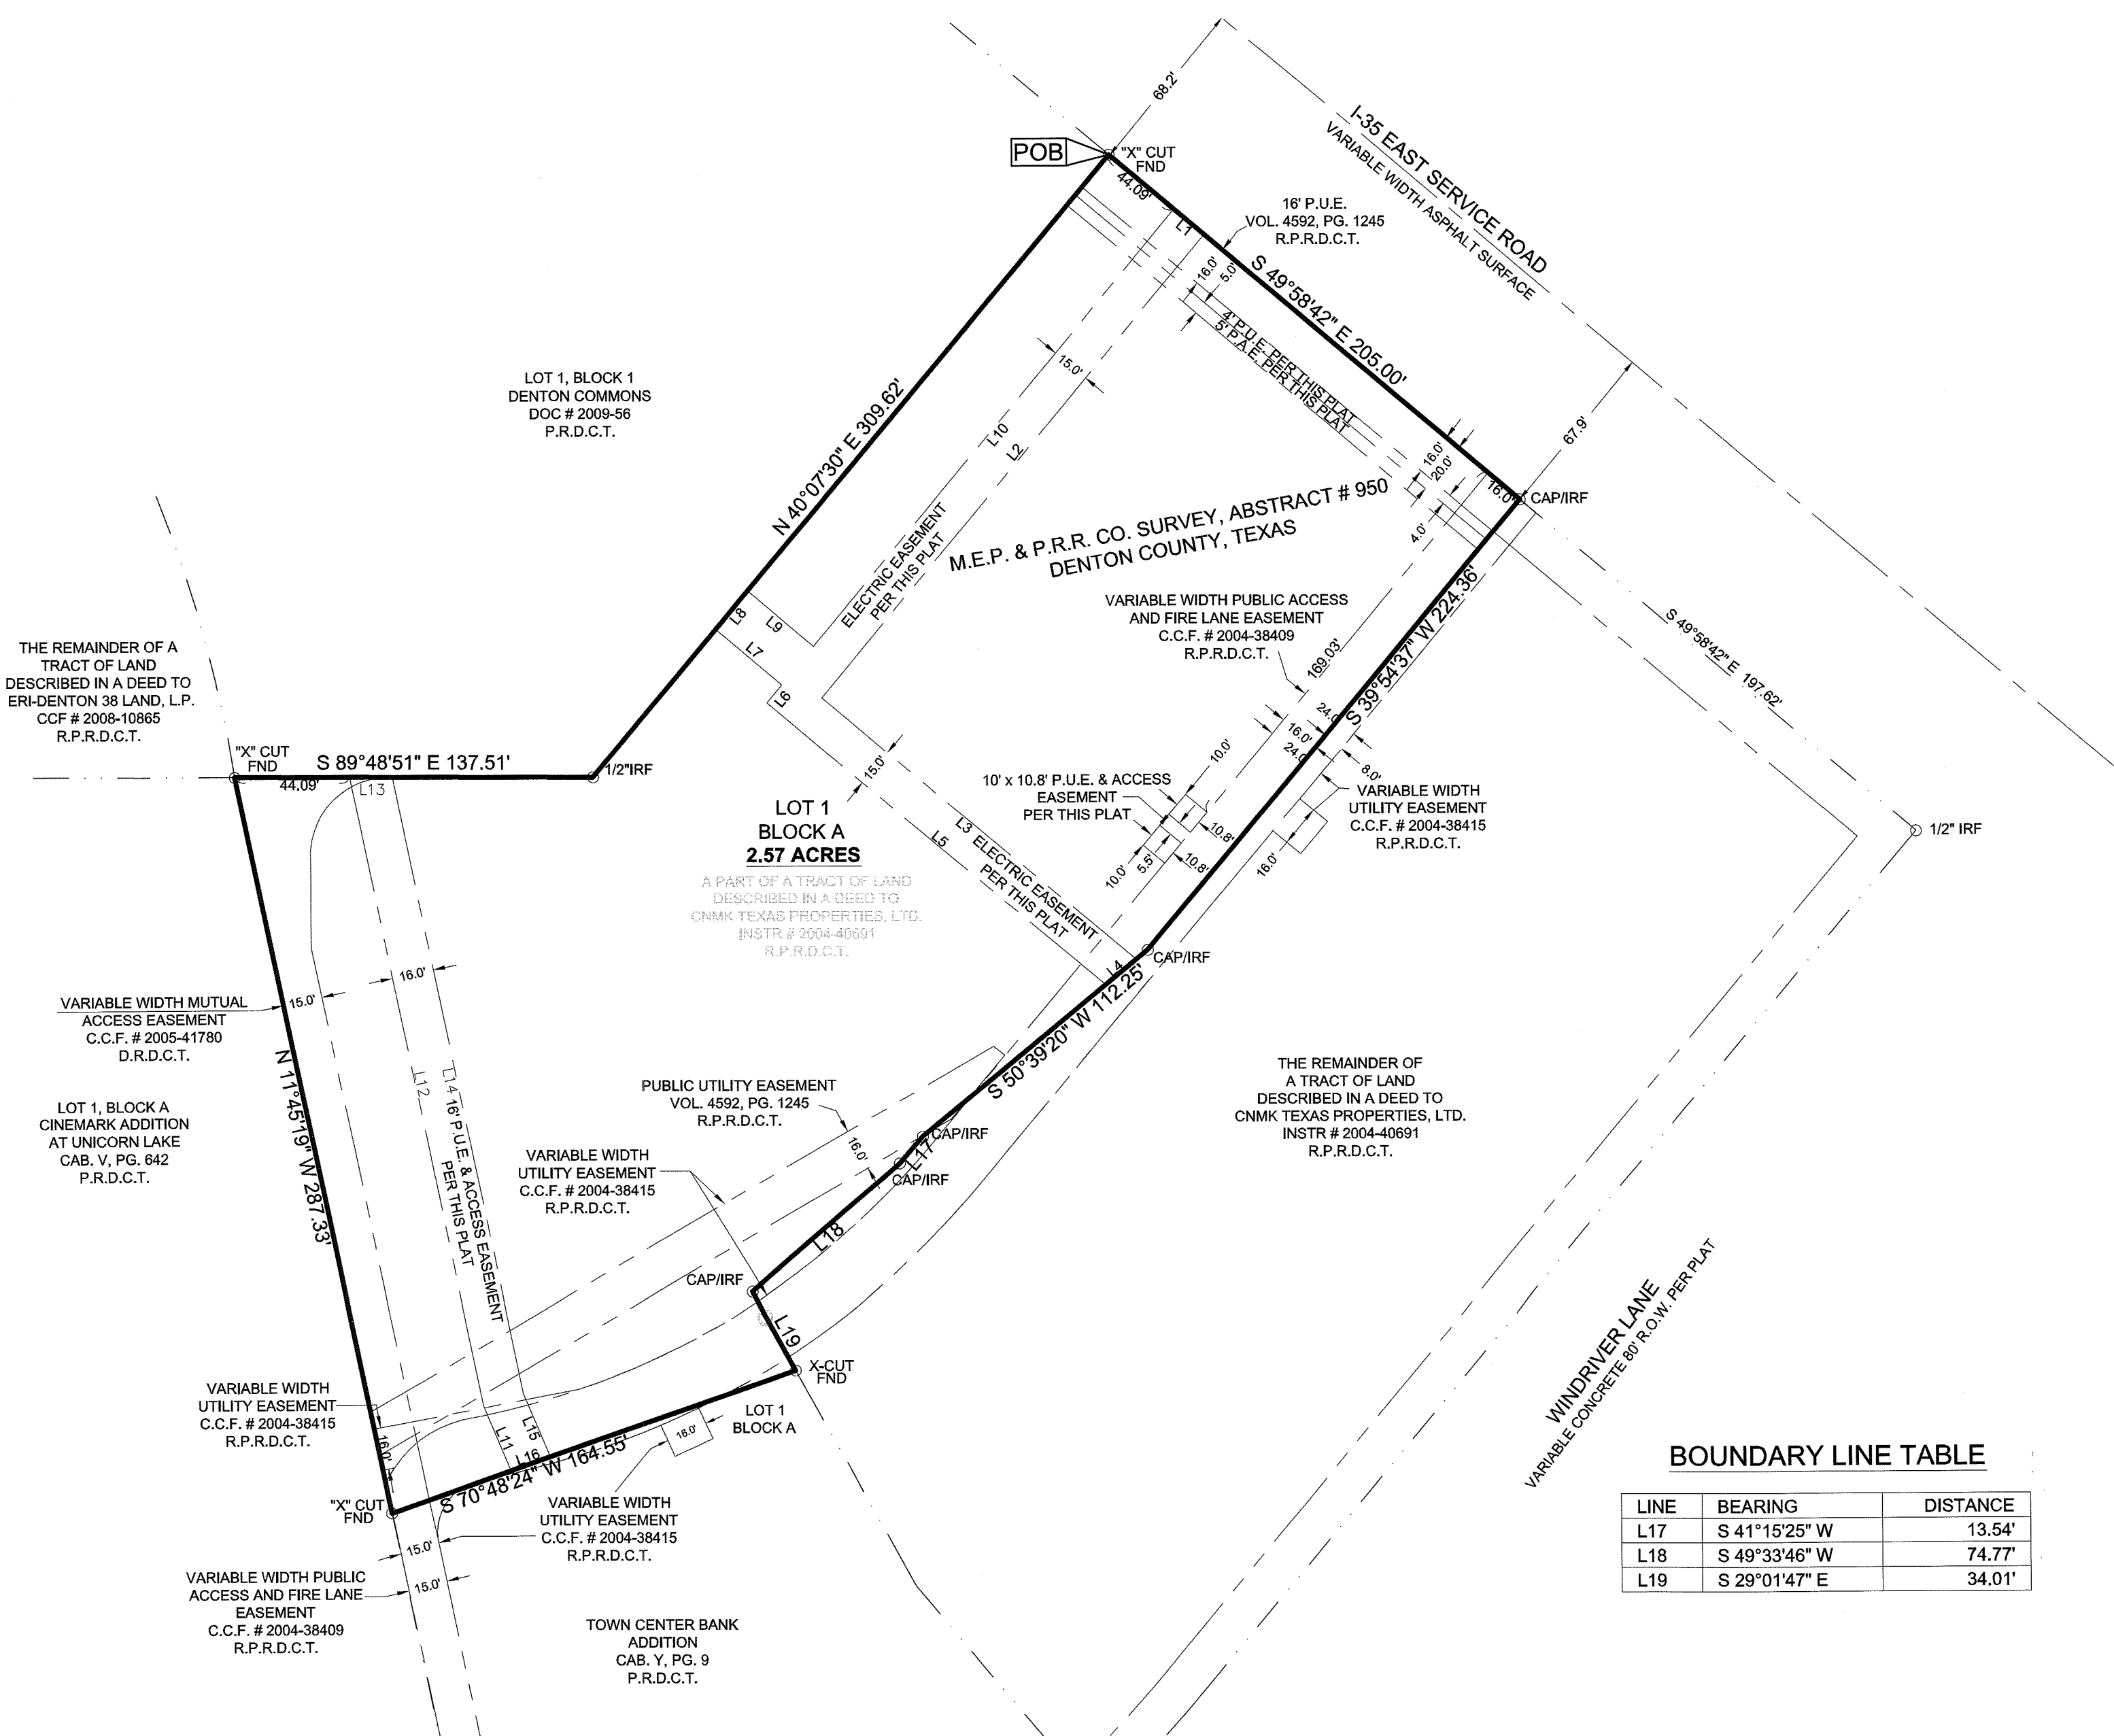 68.2'
I-35 EAST SERVICE ROAD
VARIABLE WIDTH ASPHALT SURFACE
POB
"X" CUT
FND
44.09'
L1
16' P.U.E.
VOL. 4592, PG. 1245
R.P.R.D.C.T.
S 49°58'42" E 205.00'
16.0'
5.0'
4' P.U.E. PER THIS PLAT
5' P.A.E. PER THIS PLAT
15.0'
67.9'
LOT 1, BLOCK 1
DENTON COMMONS
DOC # 2009-56
P.R.D.C.T.
N 40°07'30" E 309.62'
L10
L2
16.0'
20.0'
16.0'
CAP/IRF
4.0'
M.E.P. & P.R.R. CO. SURVEY, ABSTRACT # 950
DENTON COUNTY, TEXAS
ELECTRIC EASEMENT
PER THIS PLAT
VARIABLE WIDTH PUBLIC ACCESS
AND FIRE LANE EASEMENT
C.C.F. # 2004-38409
R.P.R.D.C.T.
S 39°54'37" W 224.36'
169.03'
S 49°58'42" E 197.62'
L8
L9
L7
L6
THE REMAINDER OF A
TRACT OF LAND
DESCRIBED IN A DEED TO
ERI-DENTON 38 LAND, L.P.
CCF # 2008-10865
R.P.R.D.C.T.
"X" CUT
FND
S 89°48'51" E 137.51'
1/2"IRF
44.09'
L13
24.0'
16.0'
24.0'
10.0'
8.0'
15.0'
10' x 10.8' P.U.E. & ACCESS
EASEMENT
PER THIS PLAT
VARIABLE WIDTH
UTILITY EASEMENT
C.C.F. # 2004-38415
R.P.R.D.C.T.
1/2" IRF
LOT 1
BLOCK A
2.57 ACRES
A PART OF A TRACT OF LAND
DESCRIBED IN A DEED TO
CNMK TEXAS PROPERTIES, LTD.
INSTR # 2004-40691
R.P.R.D.C.T.
L3 ELECTRIC EASEMENT
PER THIS PLAT
L5
10.8'
10.8'
10.0'
5.5'
16.0'
L4
CAP/IRF
S 50°39'20" W 112.25'
16.0'
15.0'
VARIABLE WIDTH MUTUAL
ACCESS EASEMENT
C.C.F. # 2005-41780
D.R.D.C.T.
N 11°45'19" W 287.33'
L12
L14 16' P.U.E. & ACCESS EASEMENT
PER THIS PLAT
LOT 1, BLOCK A
CINEMARK ADDITION
AT UNICORN LAKE
CAB. V, PG. 642
P.R.D.C.T.
PUBLIC UTILITY EASEMENT
VOL. 4592, PG. 1245
R.P.R.D.C.T.
16.0'
CAP/IRF
L17
CAP/IRF
THE REMAINDER OF
A TRACT OF LAND
DESCRIBED IN A DEED TO
CNMK TEXAS PROPERTIES, LTD.
INSTR # 2004-40691
R.P.R.D.C.T.
VARIABLE WIDTH
UTILITY EASEMENT
C.C.F. # 2004-38415
R.P.R.D.C.T.
L18
CAP/IRF
L19
X-CUT
FND
WINDRIVER LANE
VARIABLE CONCRETE 80' R.O.W. PER PLAT
VARIABLE WIDTH
UTILITY EASEMENT
C.C.F. # 2004-38415
R.P.R.D.C.T.
16.0'
L11
L15
L16
LOT 1
BLOCK A
16.0'
S 70°48'24" W 164.55'
"X" CUT
FND
VARIABLE WIDTH
UTILITY EASEMENT
C.C.F. # 2004-38415
R.P.R.D.C.T.
15.0'
15.0'
VARIABLE WIDTH PUBLIC
ACCESS AND FIRE LANE
EASEMENT
C.C.F. # 2004-38409
R.P.R.D.C.T.
TOWN CENTER BANK
ADDITION
CAB. Y, PG. 9
P.R.D.C.T.
BOUNDARY LINE TABLE
LINE BEARING DISTANCE
L17 S 41°15'25" W 13.54'
L18 S 49°33'46" W 74.77'
L19 S 29°01'47" E 34.01'